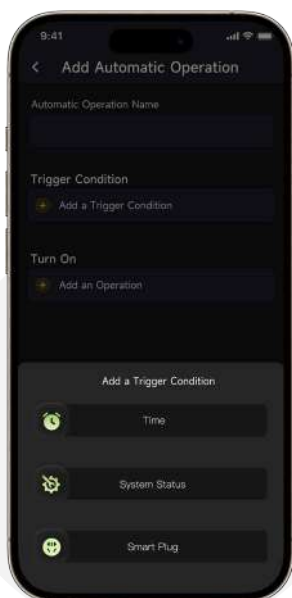 9:41
Add Automatic Operation
Automatic Operation Name
Trigger Condition
Add a Trigger Condition
Turn On
Add an Operation
Add a Trigger Condition
Time
System Status
Smart Plug